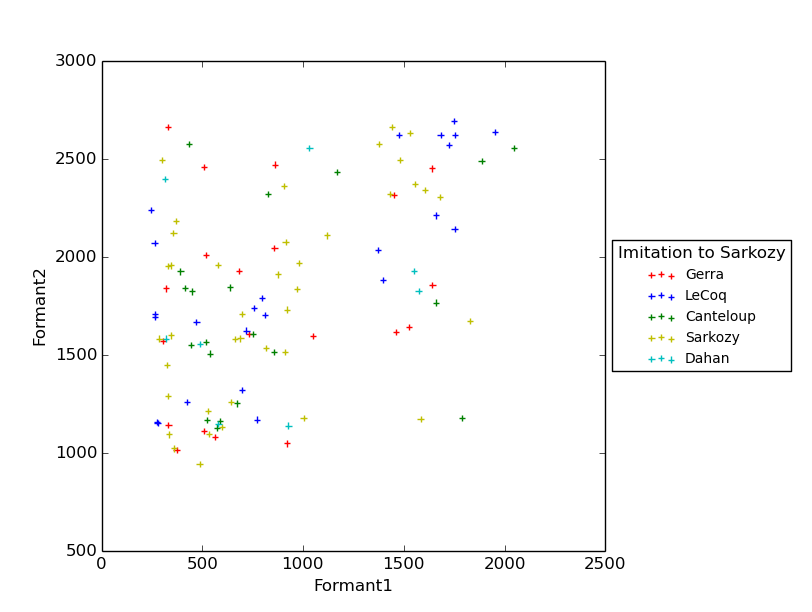 3000
2500
2000
1500
1000
500
Formant2
0
500
1000
1500
2000
2500
Formant1
Imitation to Sarkozy
Gerra
LeCoq
Canteloup
Sarkozy
Dahan